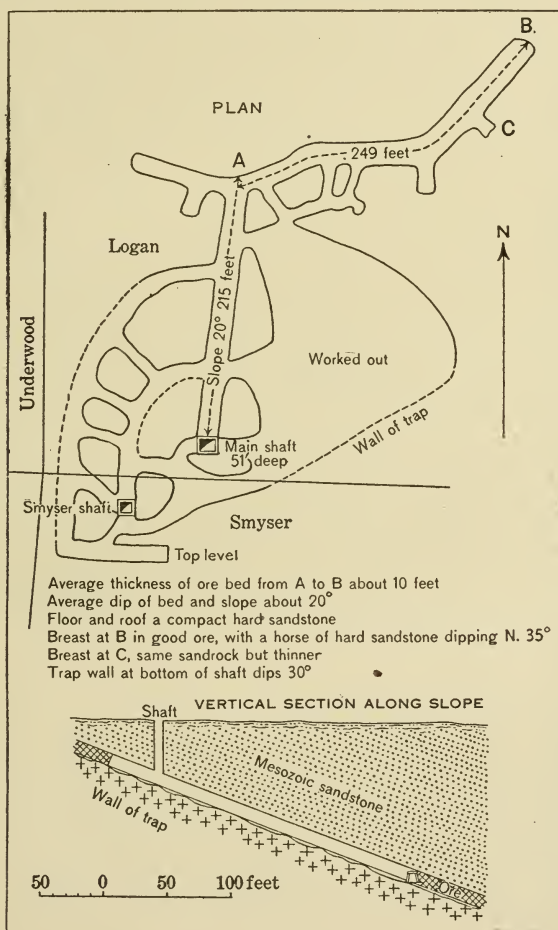 B.
PLAN
C
A
249 feet
N
Logan
Slope 20° 215 feet
Underwood
Worked out
Wall of trap
Main shaft
51' deep
Smyser shaft
Smyser
Top level
Average thickness of ore bed from A to B about 10 feet
Average dip of bed and slope about 20°
Floor and roof a compact hard sandstone
Breast at B in good ore, with a horse of hard sandstone dipping N. 35°
Breast at C, same sandrock but thinner
Trap wall at bottom of shaft dips 30°
VERTICAL SECTION ALONG SLOPE
Shaft
Mesozoic sandstone
Wall of trap
Ore
50 0 50 100 feet